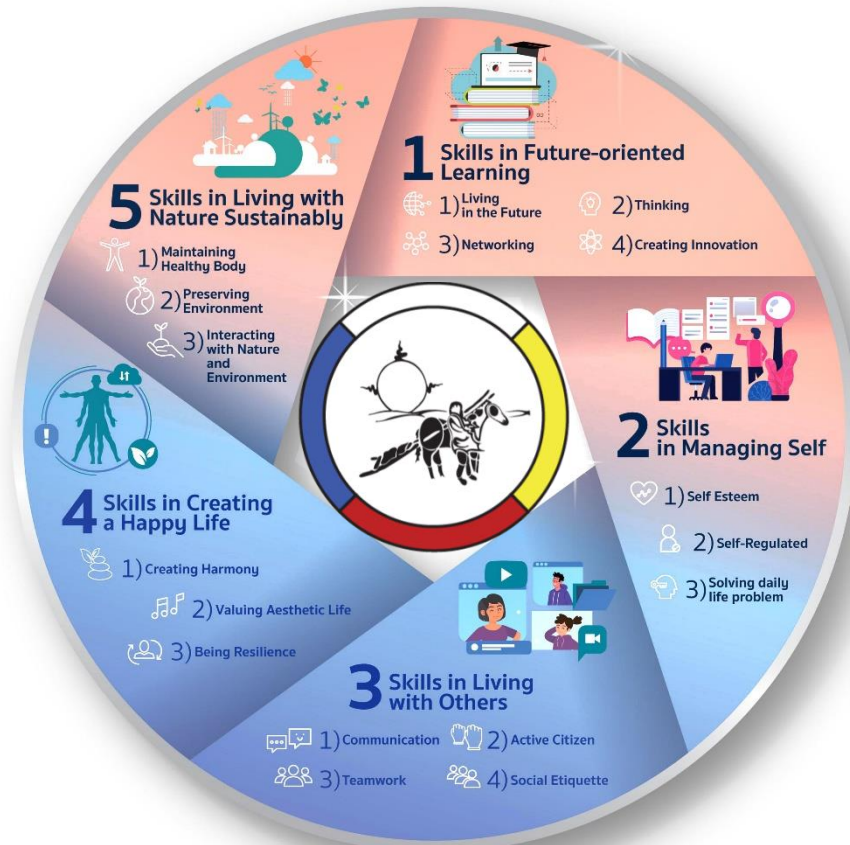 1 Skills in Future-oriented
Learning
1) Living
in the Future
2) Thinking
3) Networking
4) Creating Innovation
2 Skills
in Managing Self
1) Self Esteem
2) Self-Regulated
3) Solving daily
life problem
3 Skills in Living
with Others
1) Communication
2) Active Citizen
3) Teamwork
4) Social Etiquette
4 Skills in Creating
a Happy Life
1) Creating Harmony
2) Valuing Aesthetic Life
3) Being Resilience
5 Skills in Living with
Nature Sustainably
1) Maintaining
Healthy Body
2) Preserving
Environment
3) Interacting
with Nature
and
Environment